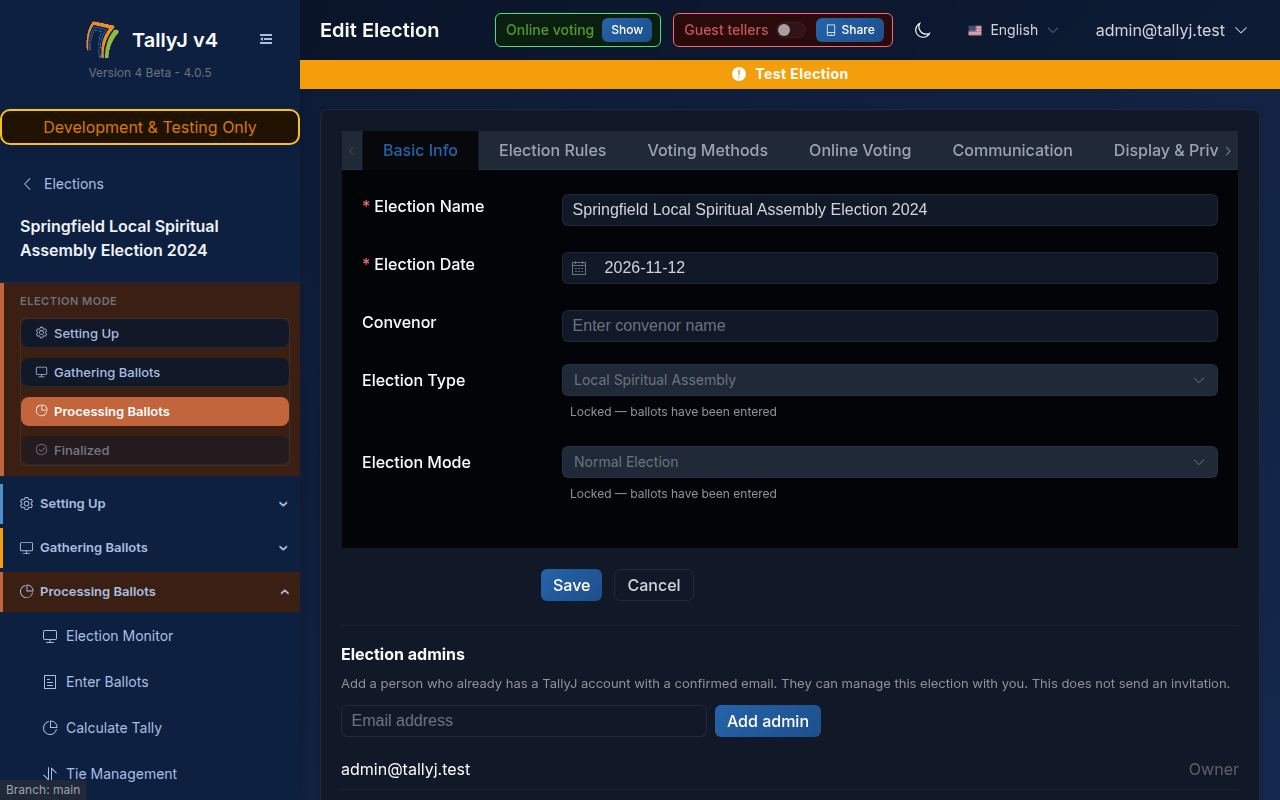 TallyJ v4
Version 4 Beta - 4.0.5
Development & Testing Only
Elections
Springfield Local Spiritual
Assembly Election 2024
ELECTION MODE
Setting Up
Gathering Ballots
Processing Ballots
Finalized
Setting Up
Gathering Ballots
Processing Ballots
Election Monitor
Enter Ballots
Calculate Tally
Tie Management
Branch: main
Edit Election
Online voting Show
Guest tellers Share
English
admin@tallyj.test
Test Election
Basic Info Election Rules Voting Methods Online Voting Communication Display & Priv
* Election Name Springfield Local Spiritual Assembly Election 2024
* Election Date 2026-11-12
Convenor Enter convenor name
Election Type Local Spiritual Assembly
Locked — ballots have been entered
Election Mode Normal Election
Locked — ballots have been entered
Save Cancel
Election admins
Add a person who already has a TallyJ account with a confirmed email. They can manage this election with you. This does not send an invitation.
Email address Add admin
admin@tallyj.test Owner